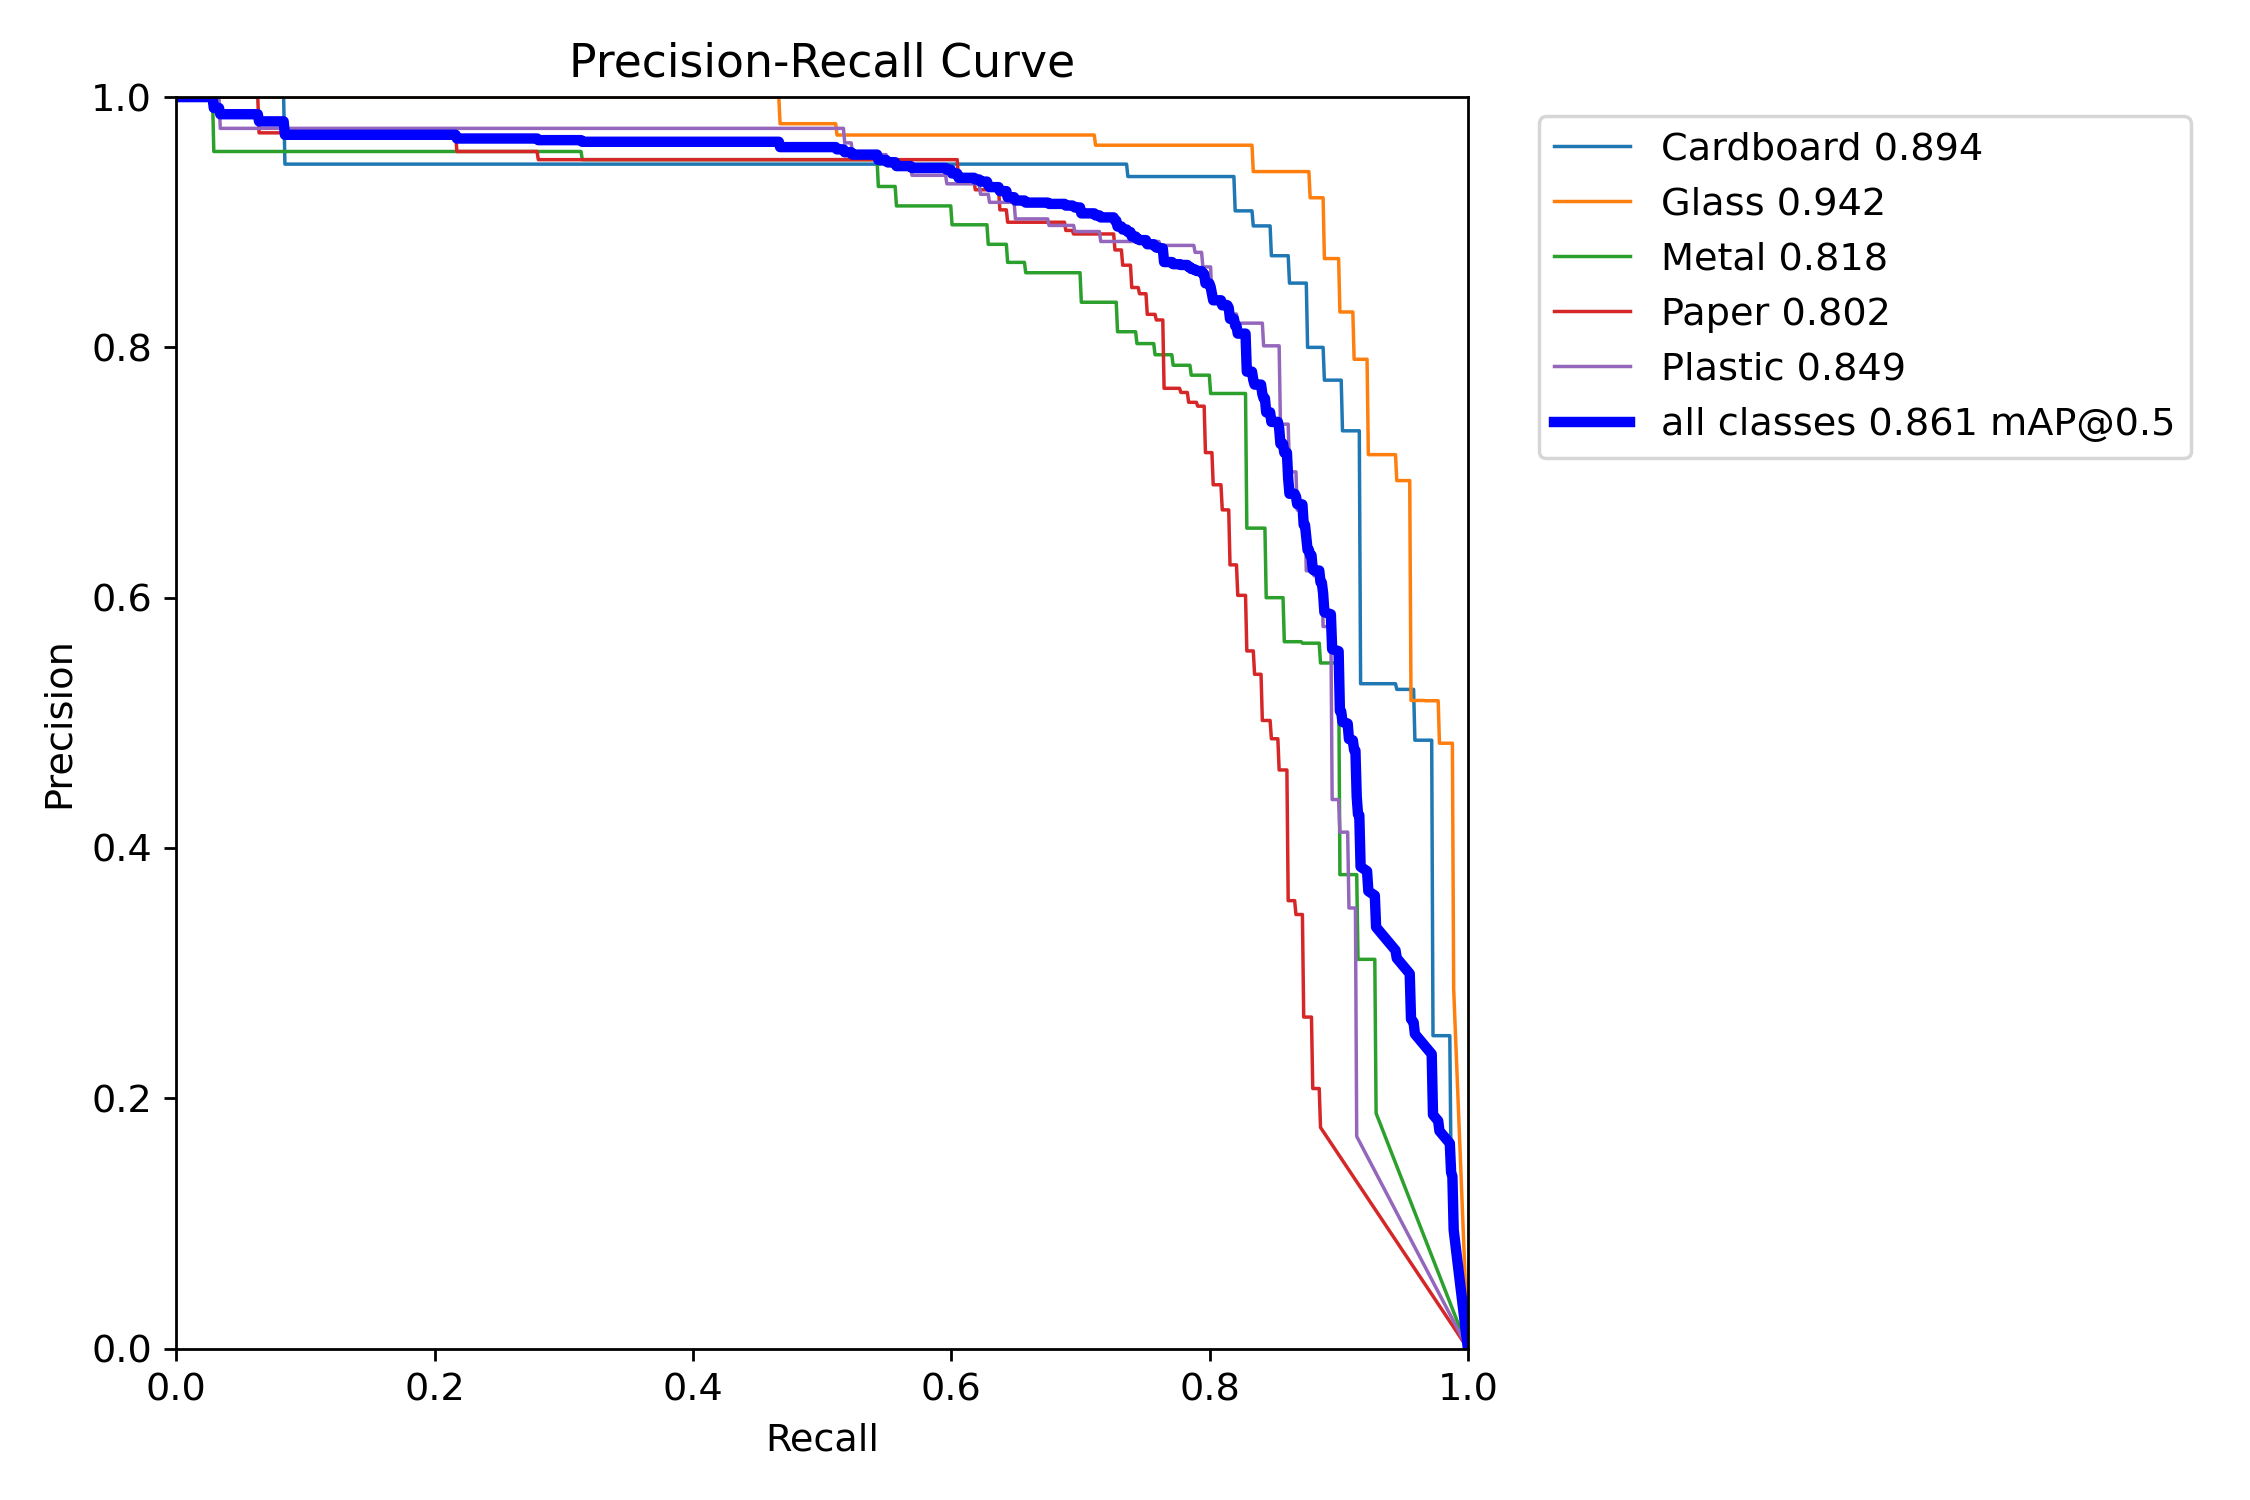 Precision-Recall Curve
1.0
0.8
0.6
0.4
0.2
0.0
Precision
0.0 0.2 0.4 0.6 0.8 1.0
Recall
Cardboard 0.894
Glass 0.942
Metal 0.818
Paper 0.802
Plastic 0.849
all classes 0.861 mAP@0.5